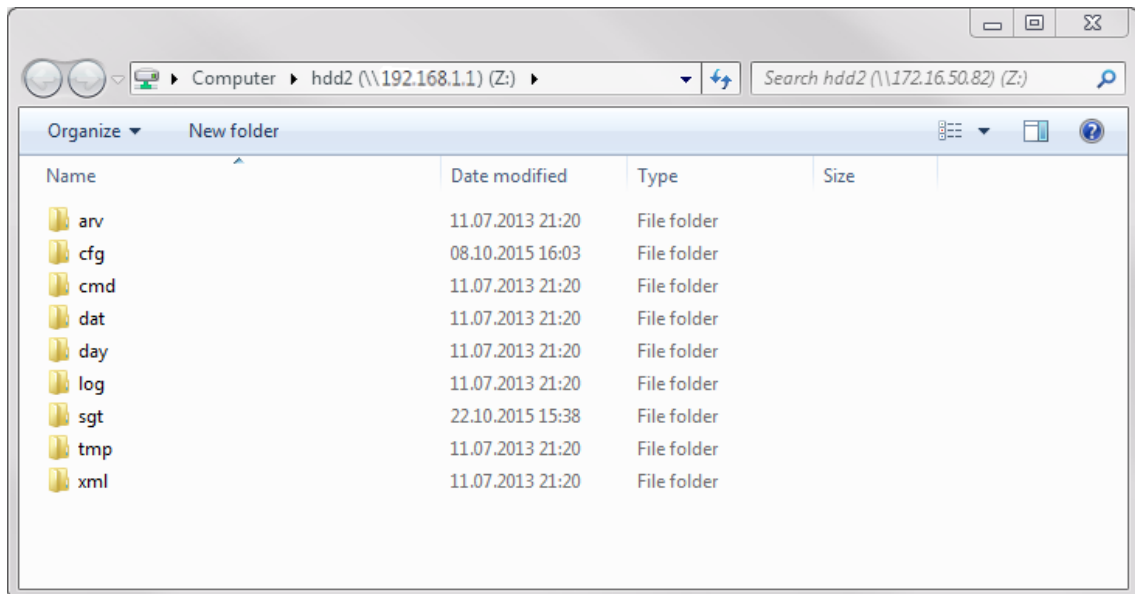 Computer hdd2 (\\192.168.1.1) (Z:) Search hdd2 (\\172.16.50.82) (Z:)
Organize New folder
Name Date modified Type Size
arv 11.07.2013 21:20 File folder
cfg 08.10.2015 16:03 File folder
cmd 11.07.2013 21:20 File folder
dat 11.07.2013 21:20 File folder
day 11.07.2013 21:20 File folder
log 11.07.2013 21:20 File folder
sgt 22.10.2015 15:38 File folder
tmp 11.07.2013 21:20 File folder
xml 11.07.2013 21:20 File folder